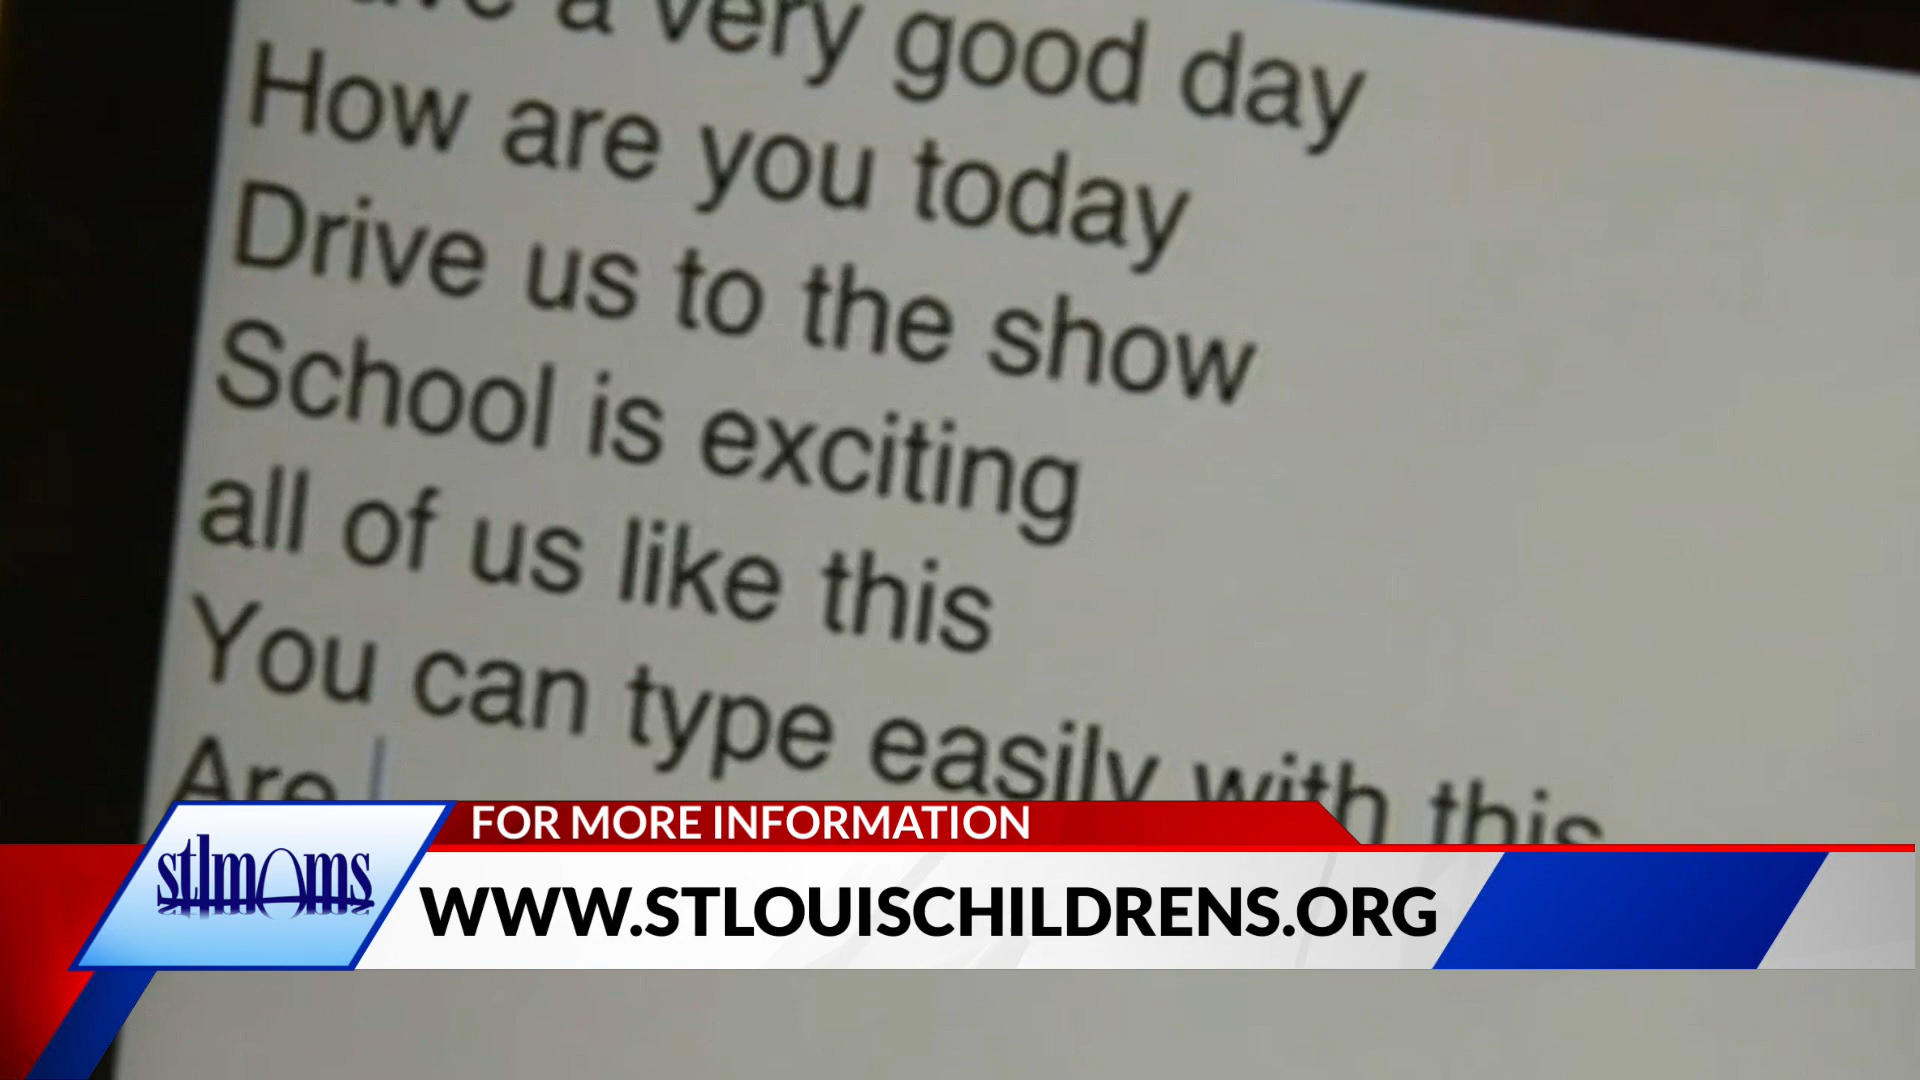 a very good day
How are you today
Drive us to the show
School is exciting
all of us like this
You can type easily with this
Are
FOR MORE INFORMATION
stlmoms
WWW.STLOUISCHILDRENS.ORG